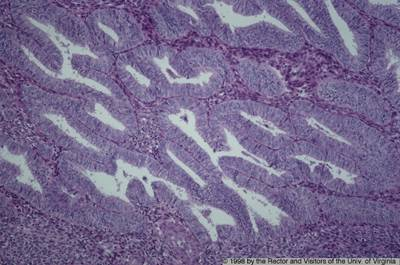 © 1998 by the Rector and Visitors of the Univ. of Virginia